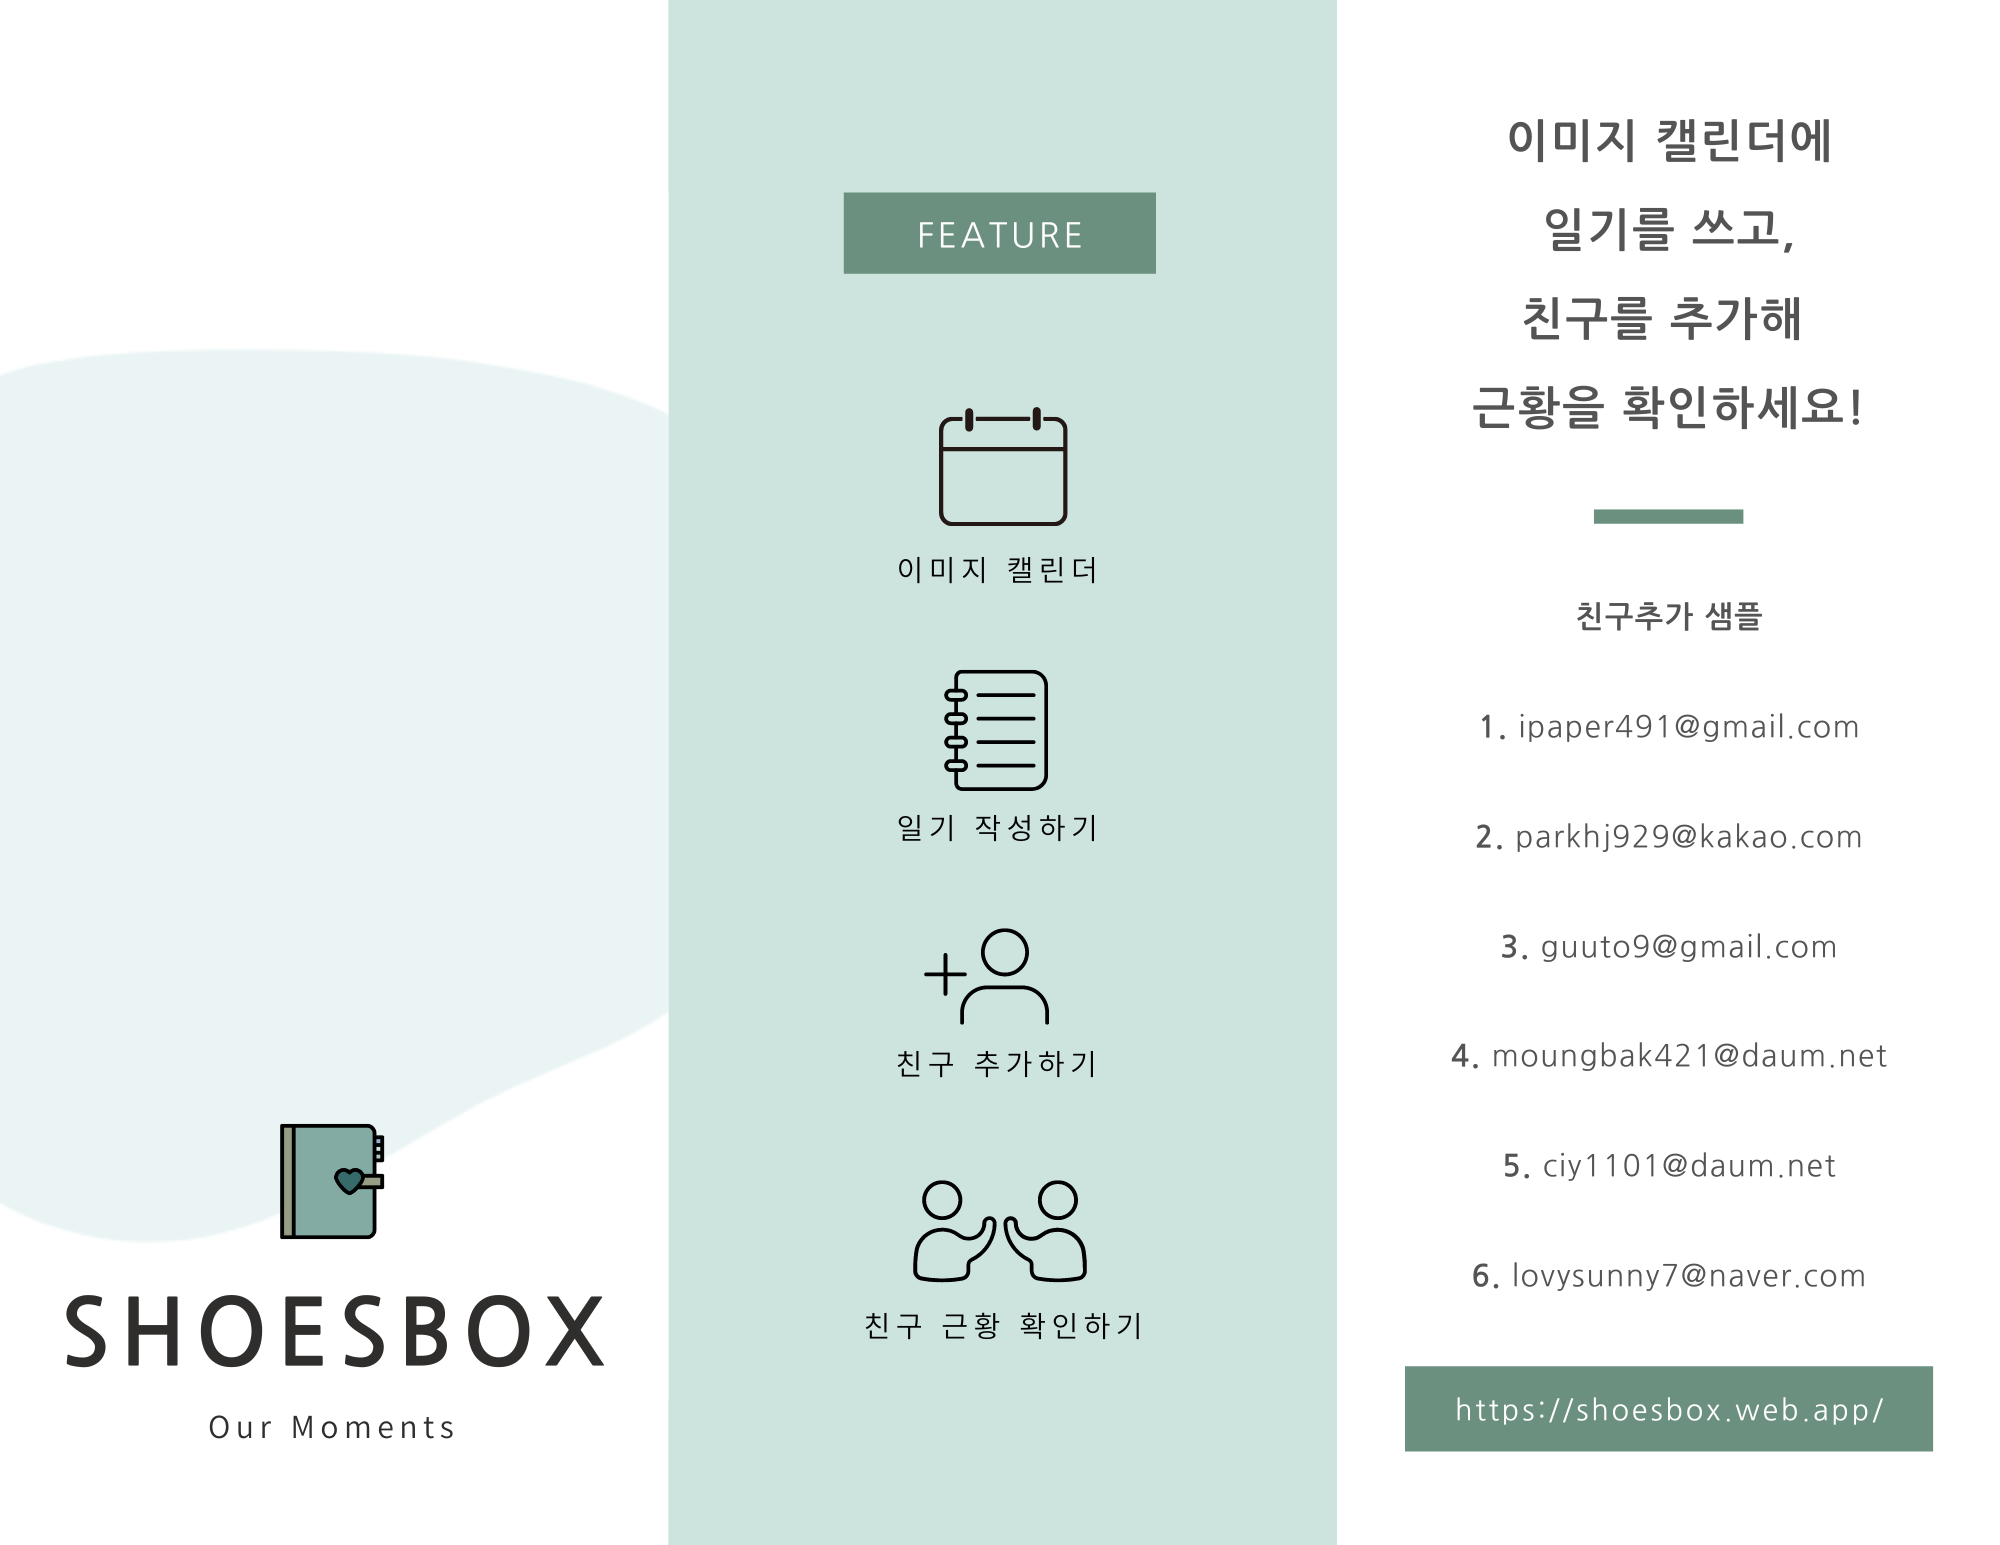 SHOESBOX
Our Moments
FEATURE
이미지 캘린더
일기 작성하기
친구 추가하기
친구 근황 확인하기
이미지 캘린더에
일기를 쓰고,
친구를 추가해
근황을 확인하세요!
친구추가 샘플
1. ipaper491@gmail.com
2. parkhj929@kakao.com
3. guuto9@gmail.com
4. moungbak421@daum.net
5. ciy1101@daum.net
6. lovysunny7@naver.com
https://shoesbox.web.app/